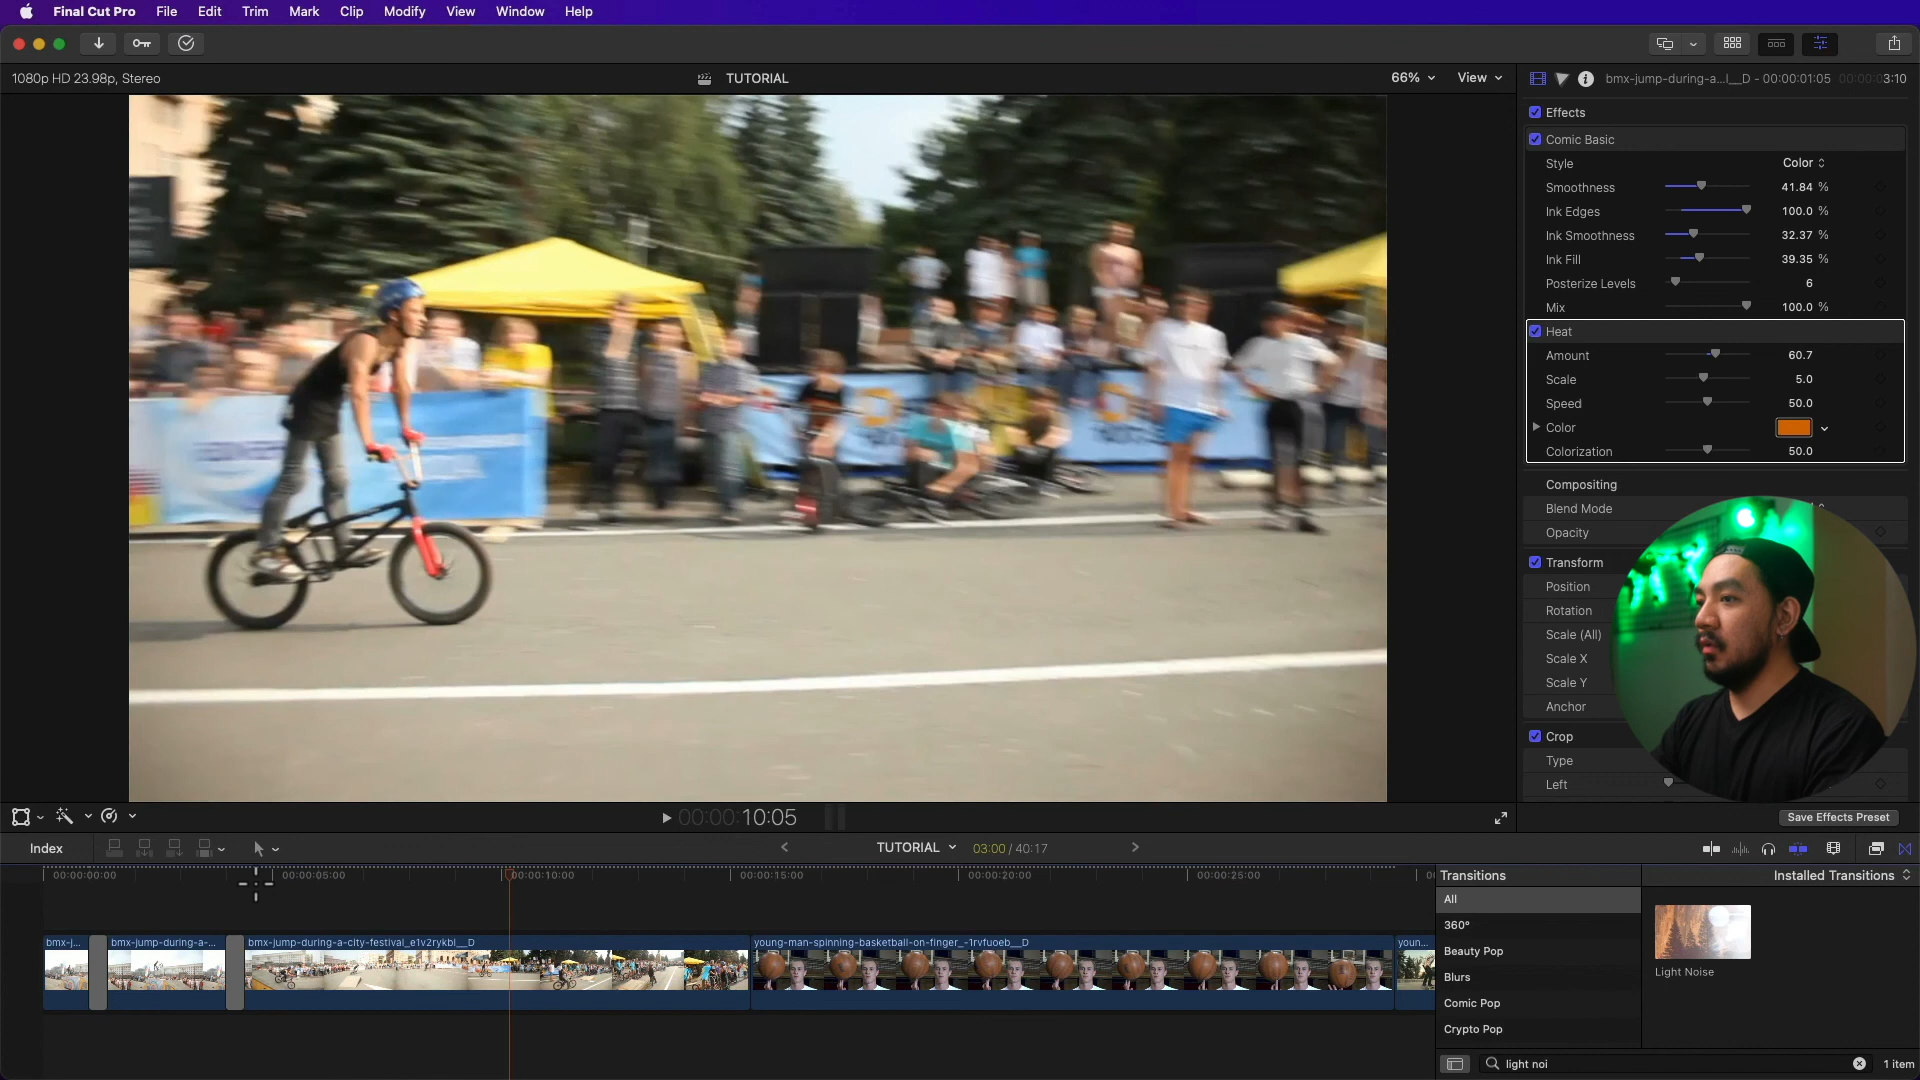 Final Cut Pro File Edit Trim Mark Clip Modify View Window Help
1080p HD 23.98p, Stereo
TUTORIAL
66% View
bmx-jump-during-a...l__D - 00:00:01:05 00:00:03:10
Effects
Comic Basic
Style Color
Smoothness 41.84 %
Ink Edges 100.0 %
Ink Smoothness 32.37 %
Ink Fill 39.35 %
Posterize Levels 6
Mix 100.0 %
Heat
Amount 60.7
Scale 5.0
Speed 50.0
Color
Colorization 50.0
Compositing
Blend Mode
Opacity
Transform
Position
Rotation
Scale (All)
Scale X
Scale Y
Anchor
Crop
Type
Left
Save Effects Preset
00:00:10:05
Index
TUTORIAL 03:00 / 40:17
00:00:00:00 00:00:05:00 00:00:10:00 00:00:15:00 00:00:20:00 00:00:25:00
bmx-j... bmx-jump-during-a-... bmx-jump-during-a-city-festival_e1v2rykbl__D young-man-spinning-basketball-on-finger_-1rvfuoeb__D youn...
Transitions Installed Transitions
All
360°
Beauty Pop
Blurs
Comic Pop
Crypto Pop
Light Noise
light noi 1 item